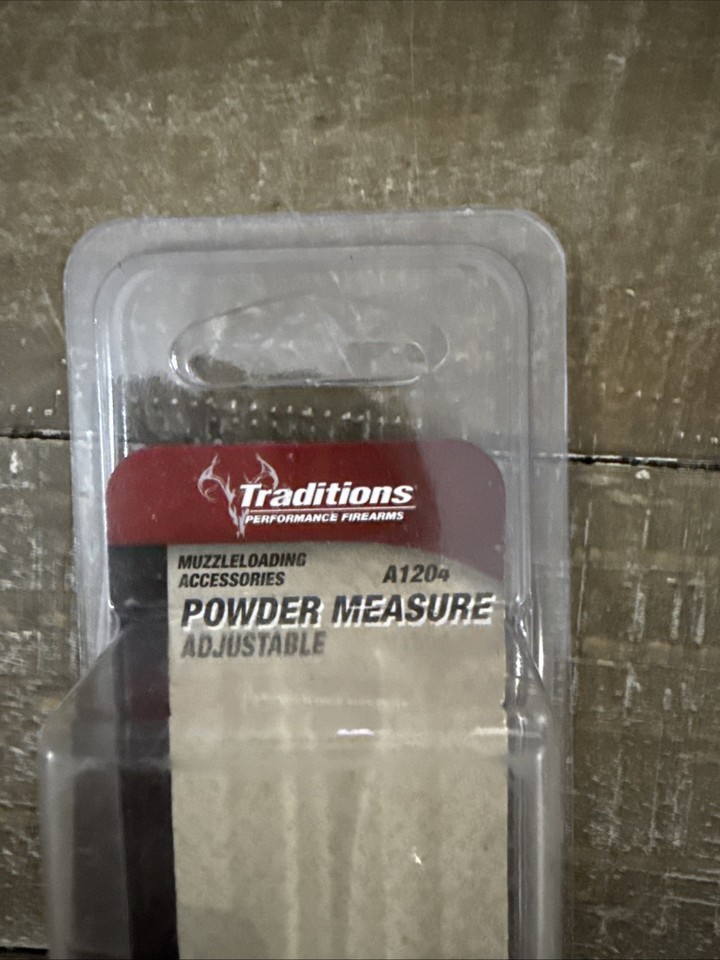 Traditions
PERFORMANCE FIREARMS
MUZZLELOADING
ACCESSORIES
A1204
POWDER MEASURE
ADJUSTABLE